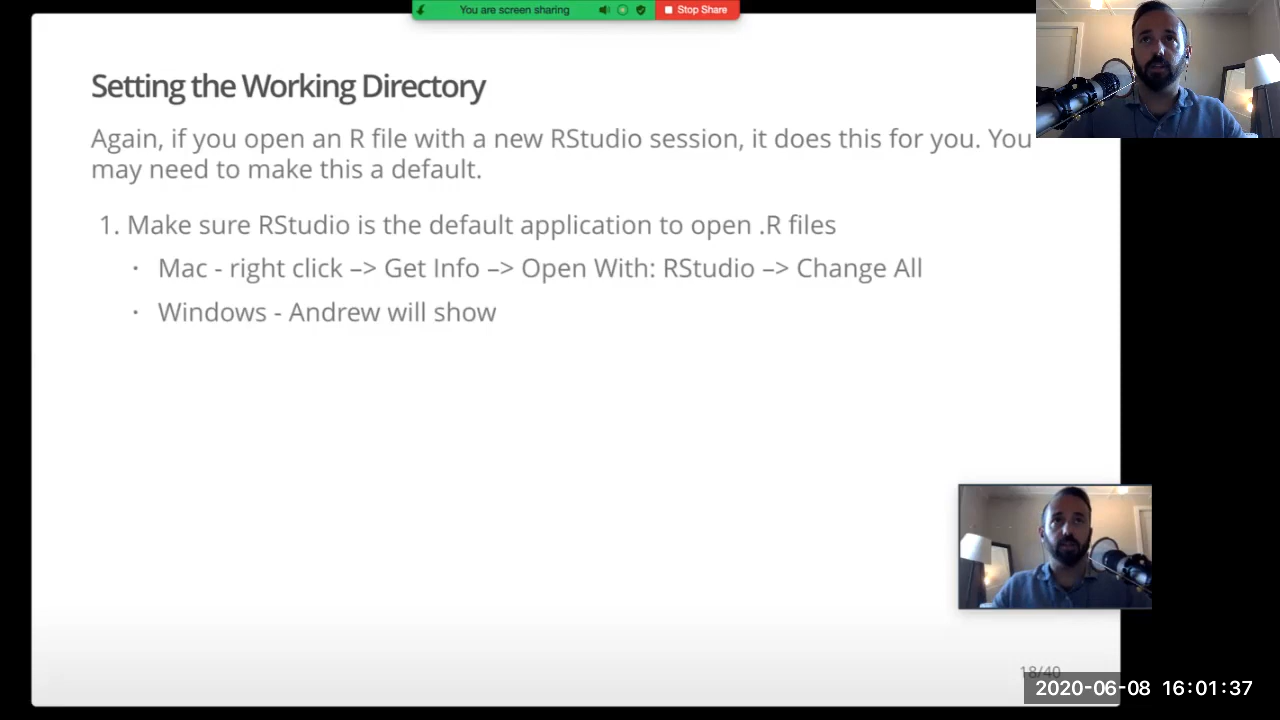 You are screen sharing Stop Share
Setting the Working Directory
Again, if you open an R file with a new RStudio session, it does this for you. You
may need to make this a default.
1. Make sure RStudio is the default application to open .R files
· Mac - right click –> Get Info –> Open With: RStudio –> Change All
· Windows - Andrew will show
18/40
2020-06-08 16:01:37